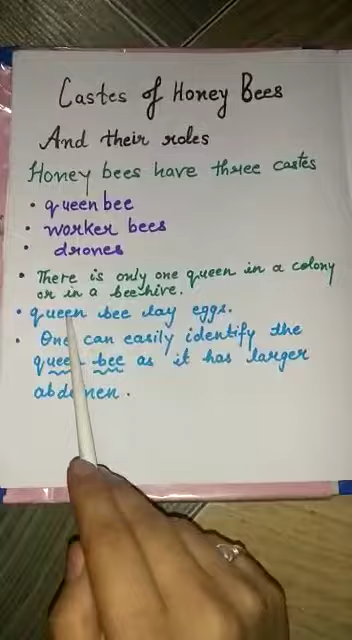 Castes of Honey Bees
And their roles
Honey bees have three castes
• queen bee
• worker bees
• drones
• There is only one queen in a colony
or in a beehive.
• queen bee lay eggs.
• One can easily identify the
queen bee as it has larger
abdomen.